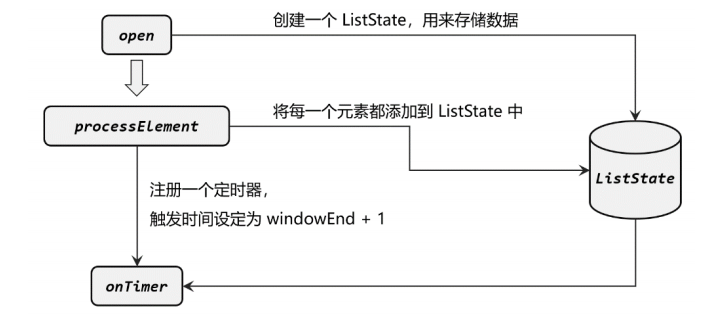 创建一个 ListState，用来存储数据
open
将每一个元素都添加到 ListState 中
processElement
ListState
注册一个定时器，
触发时间设定为 windowEnd + 1
onTimer